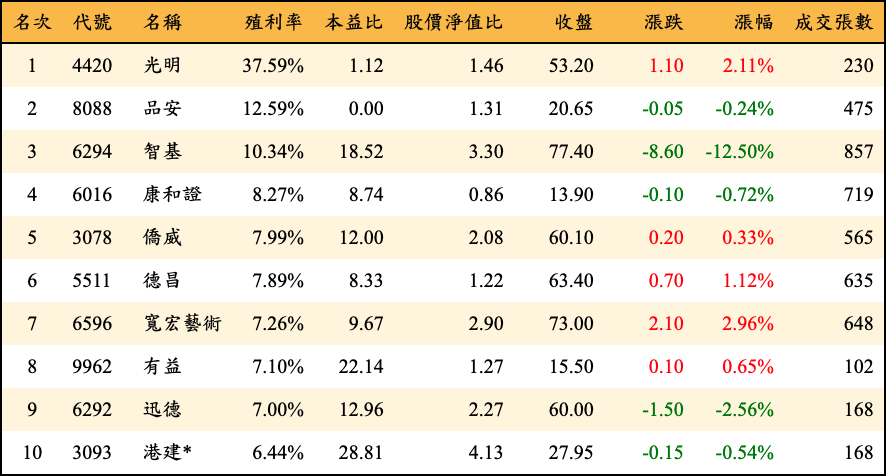 名次 代號 名稱 殖利率 本益比 股價淨值比 收盤 漲跌 漲幅 成交張數
1 4420 光明 37.59% 1.12 1.46 53.20 1.10 2.11% 230
2 8088 品安 12.59% 0.00 1.31 20.65 -0.05 -0.24% 475
3 6294 智基 10.34% 18.52 3.30 77.40 -8.60 -12.50% 857
4 6016 康和證 8.27% 8.74 0.86 13.90 -0.10 -0.72% 719
5 3078 僑威 7.99% 12.00 2.08 60.10 0.20 0.33% 565
6 5511 德昌 7.89% 8.33 1.22 63.40 0.70 1.12% 635
7 6596 寬宏藝術 7.26% 9.67 2.90 73.00 2.10 2.96% 648
8 9962 有益 7.10% 22.14 1.27 15.50 0.10 0.65% 102
9 6292 迅德 7.00% 12.96 2.27 60.00 -1.50 -2.56% 168
10 3093 港建* 6.44% 28.81 4.13 27.95 -0.15 -0.54% 168